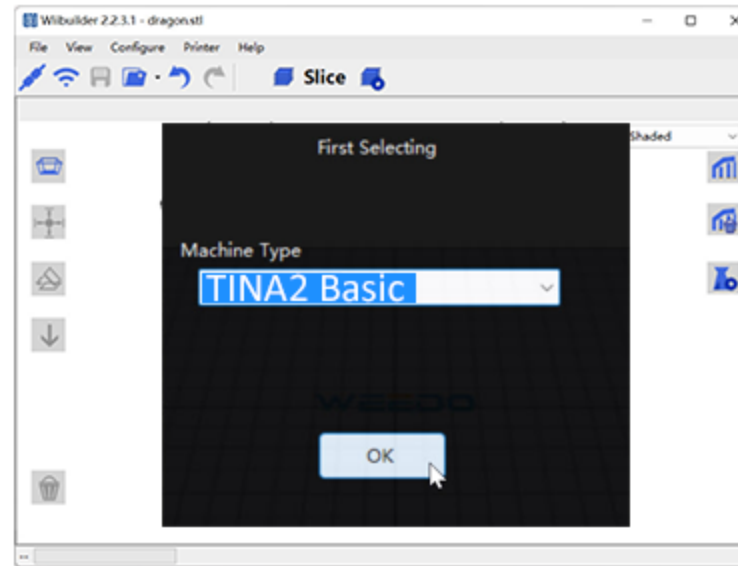 Wiibuilder 2.2.3.1 - dragon.stl
File View Configure Printer Help
Slice
Shaded
First Selecting
Machine Type
TINA2 Basic
WEEDO
OK
--